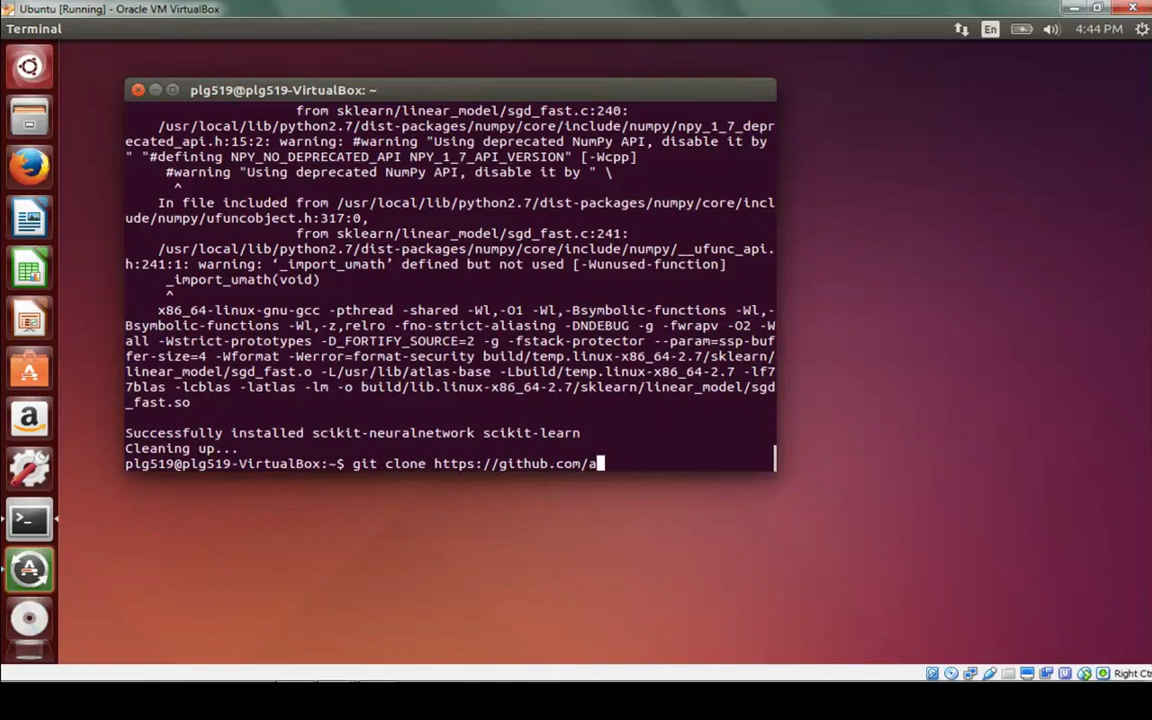 Ubuntu [Running] - Oracle VM VirtualBox
Terminal
En
4:44 PM
plg519@plg519-VirtualBox: ~
from sklearn/linear_model/sgd_fast.c:240:
/usr/local/lib/python2.7/dist-packages/numpy/core/include/numpy/npy_1_7_depr
ecated_api.h:15:2: warning: #warning "Using deprecated NumPy API, disable it by
" "#defining NPY_NO_DEPRECATED_API NPY_1_7_API_VERSION" [-Wcpp]
#warning "Using deprecated NumPy API, disable it by " \
^
In file included from /usr/local/lib/python2.7/dist-packages/numpy/core/incl
ude/numpy/ufuncobject.h:317:0,
from sklearn/linear_model/sgd_fast.c:241:
/usr/local/lib/python2.7/dist-packages/numpy/core/include/numpy/__ufunc_api.
h:241:1: warning: ‘_import_umath’ defined but not used [-Wunused-function]
_import_umath(void)
^
x86_64-linux-gnu-gcc -pthread -shared -Wl,-O1 -Wl,-Bsymbolic-functions -Wl,-
Bsymbolic-functions -Wl,-z,relro -fno-strict-aliasing -DNDEBUG -g -fwrapv -O2 -W
all -Wstrict-prototypes -D_FORTIFY_SOURCE=2 -g -fstack-protector --param=ssp-buf
fer-size=4 -Wformat -Werror=format-security build/temp.linux-x86_64-2.7/sklearn/
linear_model/sgd_fast.o -L/usr/lib/atlas-base -Lbuild/temp.linux-x86_64-2.7 -lf7
7blas -lcblas -latlas -lm -o build/lib.linux-x86_64-2.7/sklearn/linear_model/sgd
_fast.so
Successfully installed scikit-neuralnetwork scikit-learn
Cleaning up...
plg519@plg519-VirtualBox:~$ git clone https://github.com/a
Right Ctr